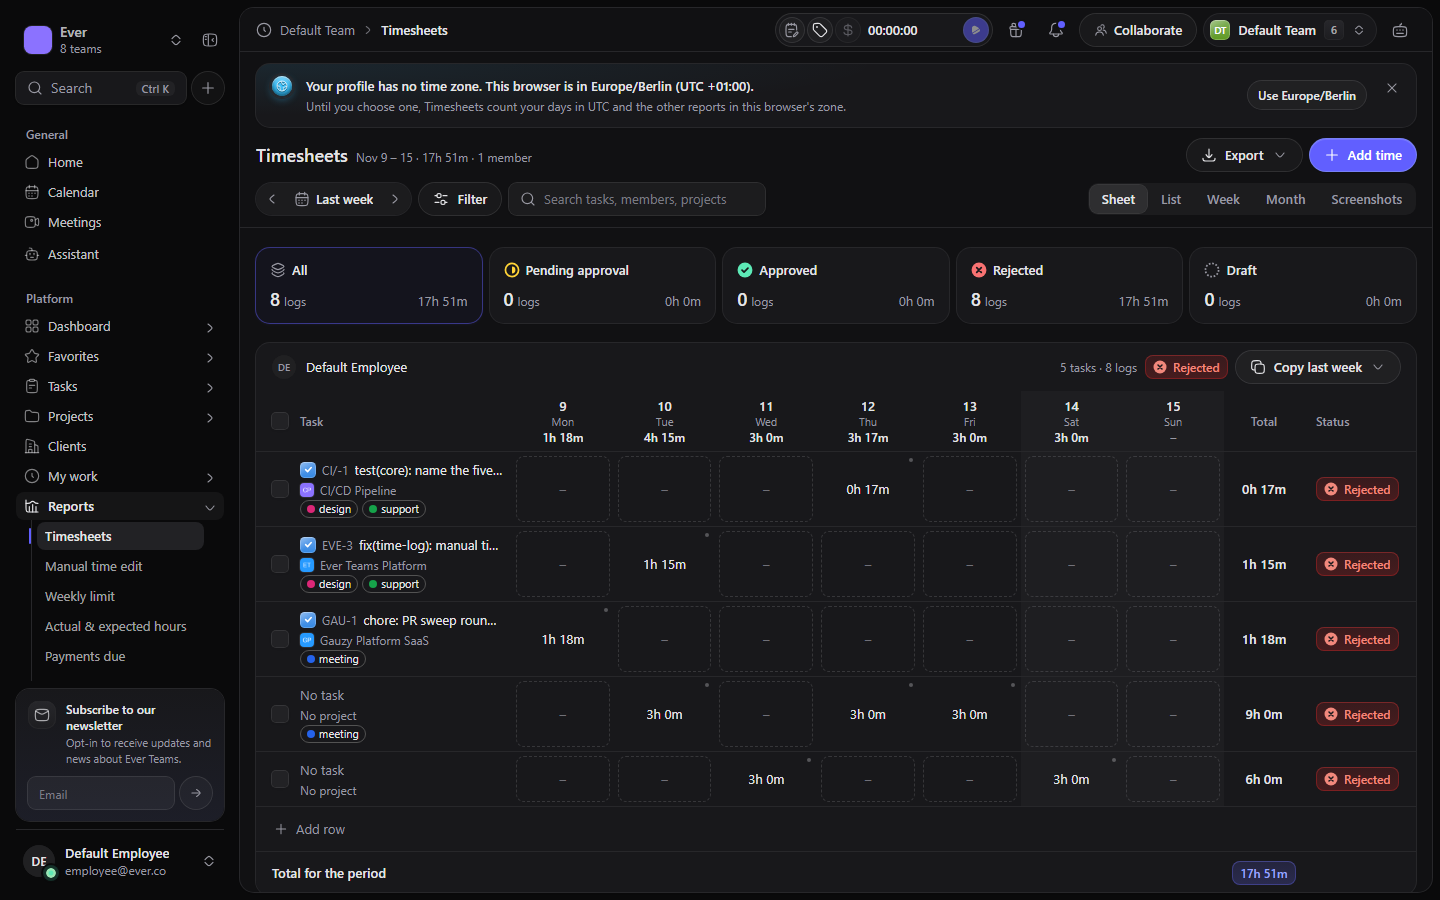 Ever
8 teams
Search
Ctrl K
General
Home
Calendar
Meetings
Assistant
Platform
Dashboard
Favorites
Tasks
Projects
Clients
My work
Reports
Timesheets
Manual time edit
Weekly limit
Actual & expected hours
Payments due
Subscribe to our
newsletter
Opt-in to receive updates and
news about Ever Teams.
Email
DE
Default Employee
employee@ever.co
Default Team
Timesheets
00:00:00
Collaborate
DT
Default Team
6
Your profile has no time zone. This browser is in Europe/Berlin (UTC +01:00).
Until you choose one, Timesheets count your days in UTC and the other reports in this browser's zone.
Use Europe/Berlin
Timesheets
Nov 9 – 15 · 17h 51m · 1 member
Export
Add time
Last week
Filter
Search tasks, members, projects
Sheet
List
Week
Month
Screenshots
All
8 logs
17h 51m
Pending approval
0 logs
0h 0m
Approved
0 logs
0h 0m
Rejected
8 logs
17h 51m
Draft
0 logs
0h 0m
DE
Default Employee
5 tasks · 8 logs
Rejected
Copy last week
Task
9
Mon
1h 18m
10
Tue
4h 15m
11
Wed
3h 0m
12
Thu
3h 17m
13
Fri
3h 0m
14
Sat
3h 0m
15
Sun
–
Total
Status
CI/-1 test(core): name the five...
CP CI/CD Pipeline
design support
– – – 0h 17m – – – 0h 17m Rejected
EVE-3 fix(time-log): manual ti...
ET Ever Teams Platform
design support
– 1h 15m – – – – – 1h 15m Rejected
GAU-1 chore: PR sweep roun...
GP Gauzy Platform SaaS
meeting
1h 18m – – – – – – 1h 18m Rejected
No task
No project
meeting
– 3h 0m – 3h 0m 3h 0m – – 9h 0m Rejected
No task
No project
– – 3h 0m – – 3h 0m – 6h 0m Rejected
Add row
Total for the period
17h 51m